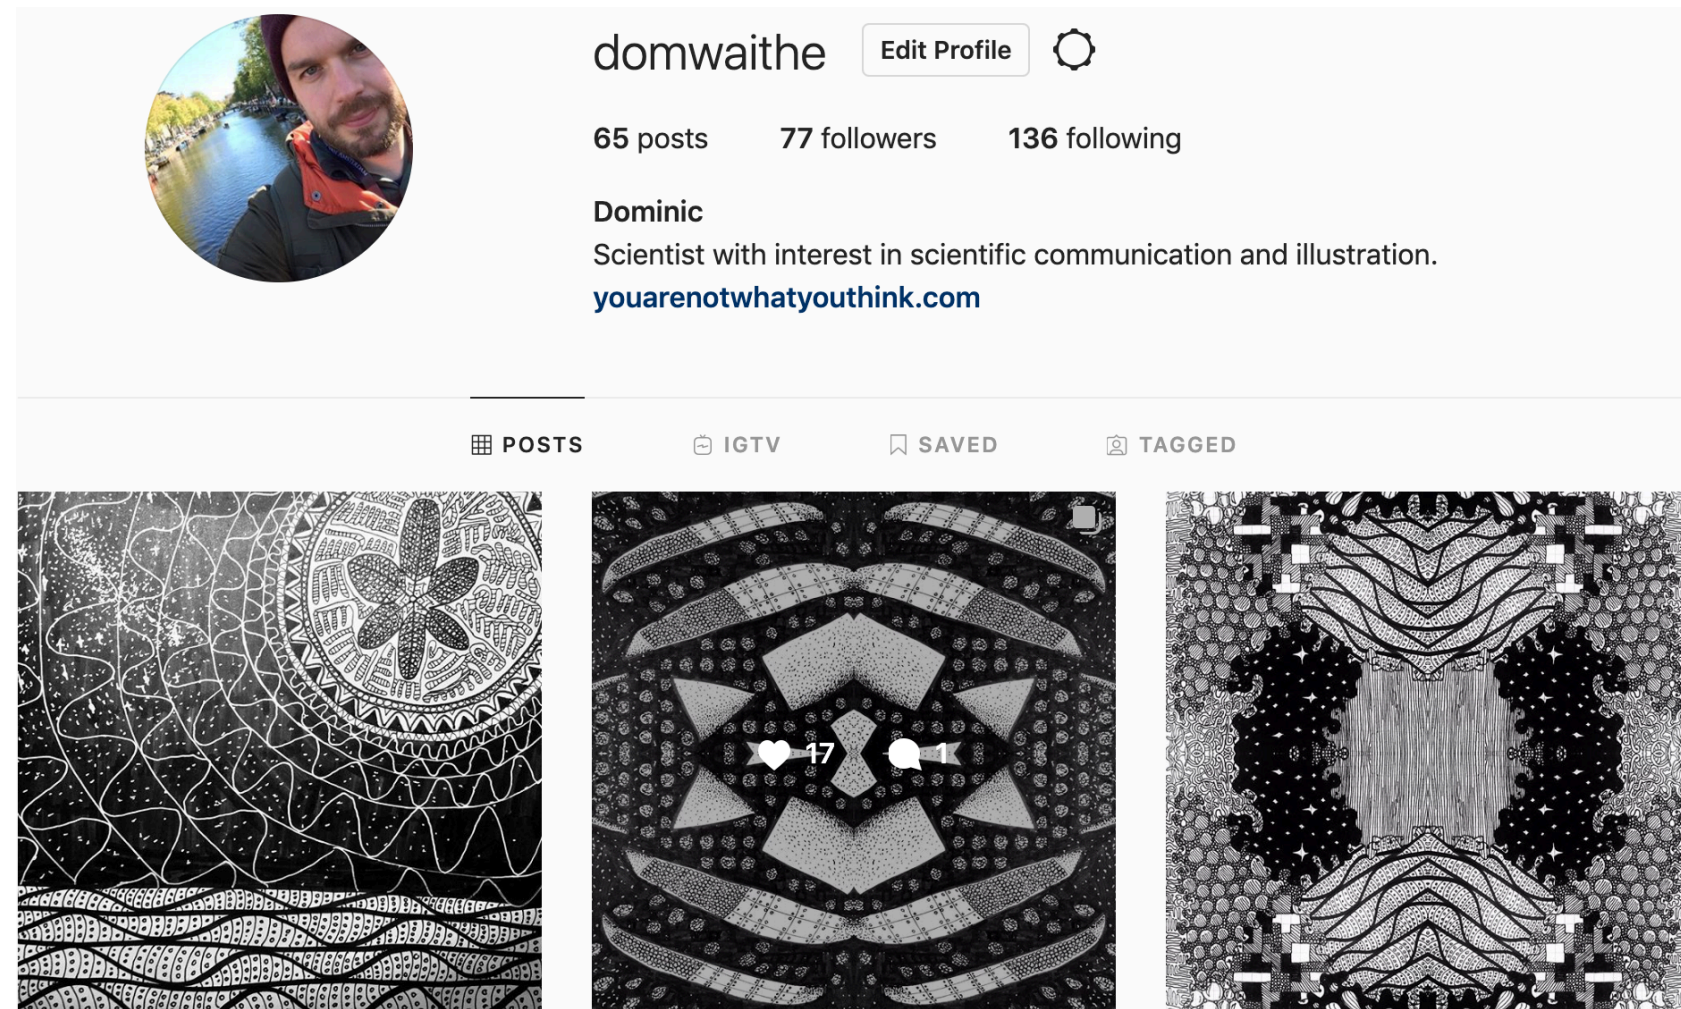 domwaithe Edit Profile
65 posts 77 followers 136 following
Dominic
Scientist with interest in scientific communication and illustration.
youarenotwhatyouthink.com
POSTS IGTV SAVED TAGGED
17 1